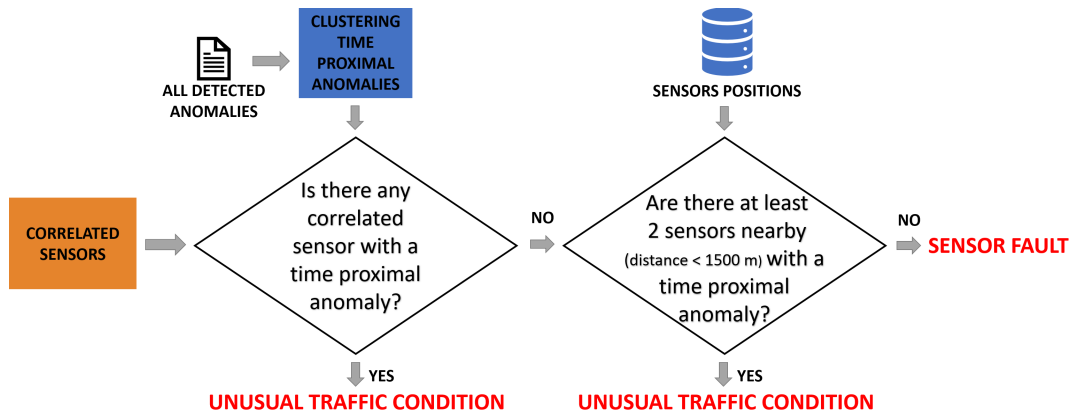 CLUSTERING
TIME
PROXIMAL
ANOMALIES
ALL DETECTED
ANOMALIES
SENSORS POSITIONS
CORRELATED
SENSORS
Is there any
correlated
sensor with a
time proximal
anomaly?
NO
Are there at least
2 sensors nearby
(distance < 1500 m) with a
time proximal
anomaly?
NO
SENSOR FAULT
YES
UNUSUAL TRAFFIC CONDITION
YES
UNUSUAL TRAFFIC CONDITION